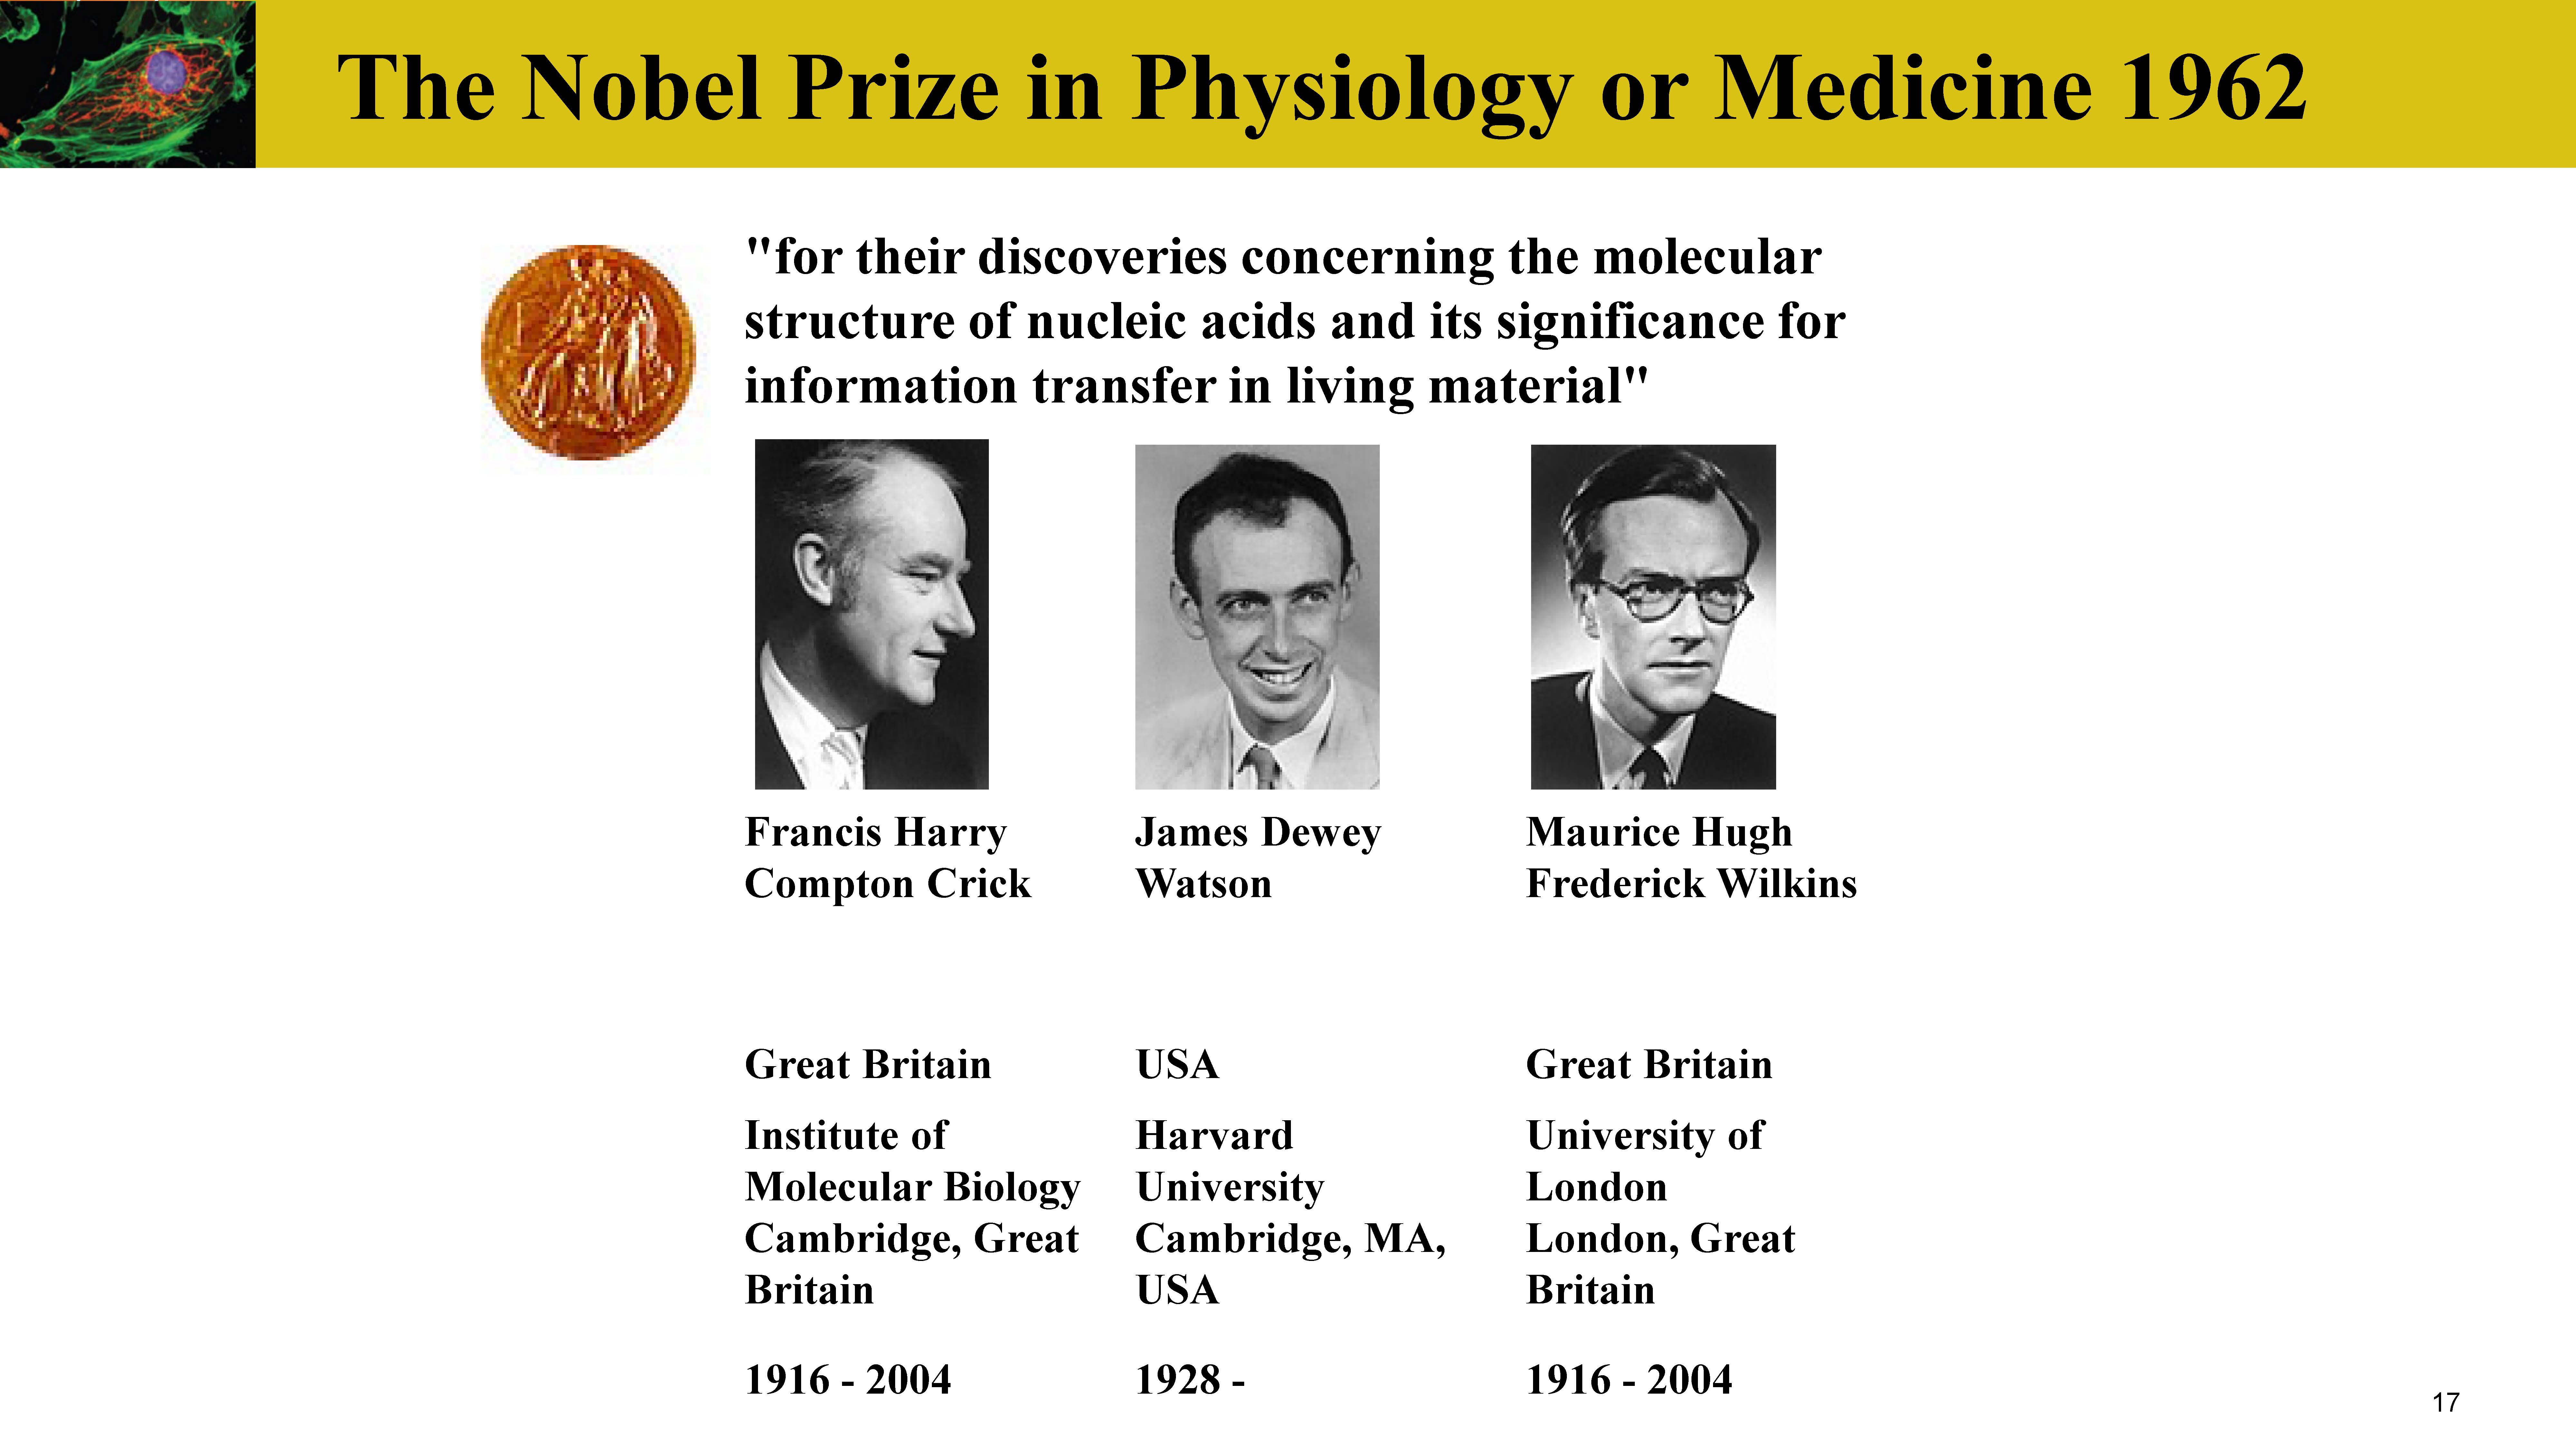 The Nobel Prize in Physiology or Medicine 1962
"for their discoveries concerning the molecular
structure of nucleic acids and its significance for
information transfer in living material"
Francis Harry
Compton Crick
James Dewey
Watson
Maurice Hugh
Frederick Wilkins
Great Britain
USA
Great Britain
Institute of
Molecular Biology
Cambridge, Great
Britain
Harvard
University
Cambridge, MA,
USA
University of
London
London, Great
Britain
1916 - 2004
1928 -
1916 - 2004
17